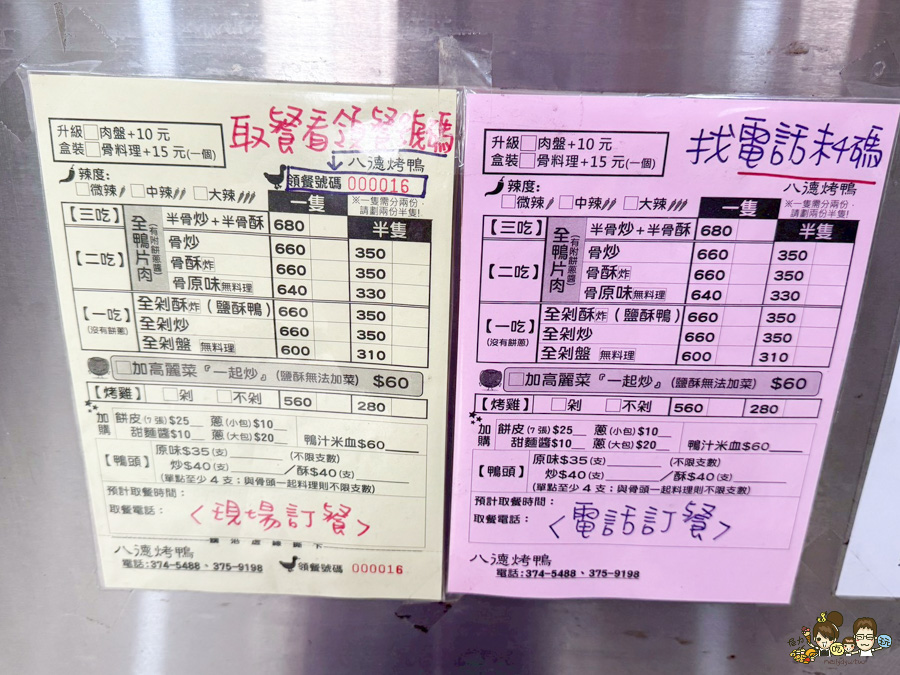 升級□肉盤+10元
盒裝□骨料理+15元(一個)
取餐看領餐號碼
八德烤鴨
領餐號碼 000016
辣度:
□微辣 □中辣 □大辣
一隻
※一隻需分兩份,
請劃兩份半隻!
半隻
【三吃】 全鴨片肉 (有附餅蔥醬) 半骨炒+半骨酥 680
【二吃】 骨炒 660 350
骨酥炸 660 350
骨原味無料理 640 330
【一吃】 (沒有餅蔥) 全剁酥炸(鹽酥鴨) 660 350
全剁炒 660 350
全剁盤 無料理 600 310
□加高麗菜『一起炒』(鹽酥無法加菜) $60
【烤雞】 □剁 □不剁 560 280
加購 餅皮(7張)$25 蔥(小包)$10
甜麵醬$10 蔥(大包)$20 鴨汁米血$60
【鴨頭】 原味$35(支) (不限支數)
炒$40(支) /酥$40(支)
(單點至少4支;與骨頭一起料理則不限支數)
預計取餐時間:
取餐電話:
<現場訂餐>
八德烤鴨
電話:374-5488、375-9198
領餐號碼 000016
升級□肉盤+10元
盒裝□骨料理+15元(一個)
找電話末4碼
八德烤鴨
辣度:
□微辣 □中辣 □大辣
一隻
※一隻需分兩份,
請劃兩份半隻!
半隻
【三吃】 全鴨片肉 (有附餅蔥醬) 半骨炒+半骨酥 680
【二吃】 骨炒 660 350
骨酥炸 660 350
骨原味無料理 640 330
【一吃】 (沒有餅蔥) 全剁酥炸(鹽酥鴨) 660 350
全剁炒 660 350
全剁盤 無料理 600 310
□加高麗菜『一起炒』(鹽酥無法加菜) $60
【烤雞】 □剁 □不剁 560 280
加購 餅皮(7張)$25 蔥(小包)$10
甜麵醬$10 蔥(大包)$20 鴨汁米血$60
【鴨頭】 原味$35(支) (不限支數)
炒$40(支) /酥$40(支)
(單點至少4支;與骨頭一起料理則不限支數)
預計取餐時間:
取餐電話:
<電話訂餐>
八德烤鴨
電話:374-5488、375-9198